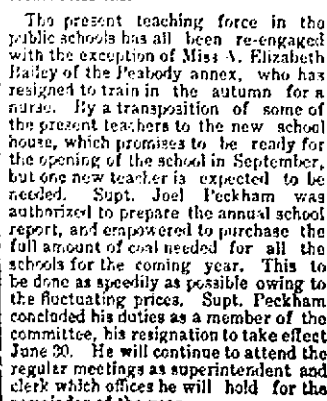 The present teaching force in the
public schools has all been re-engaged
with the exception of Miss A. Elizabeth
Bailey of the Peabody annex, who has
resigned to train in the autumn for a
nurse. By a transposition of some of
the present teachers to the new school
house, which promises to be ready for
the opening of the school in September,
but one new teacher is expected to be
needed. Supt. Joel Peckham was
authorized to prepare the annual school
report, and empowered to purchase the
full amount of coal needed for all the
schools for the coming year. This to
be done as speedily as possible owing to
the fluctuating prices. Supt. Peckham
concluded his duties as a member of the
committee, his resignation to take effect
June 30. He will continue to attend the
regular meetings as superintendent and
clerk which offices he will hold for the